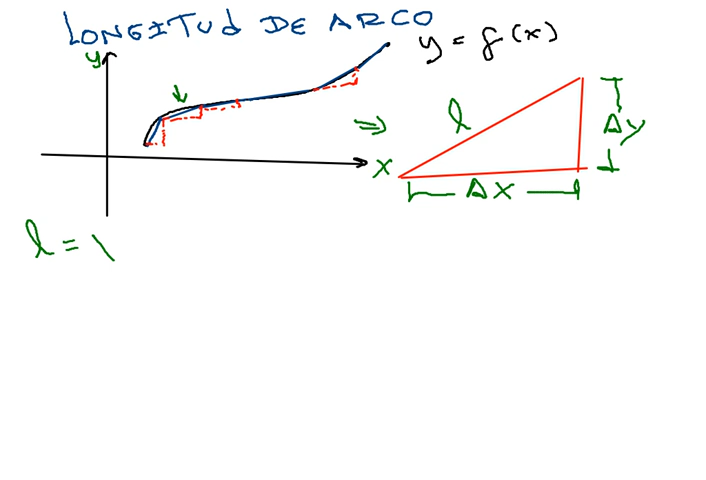 LONGITUd DE ARCO
y = f(x)
y
l
Δy
x
Δx
l = \